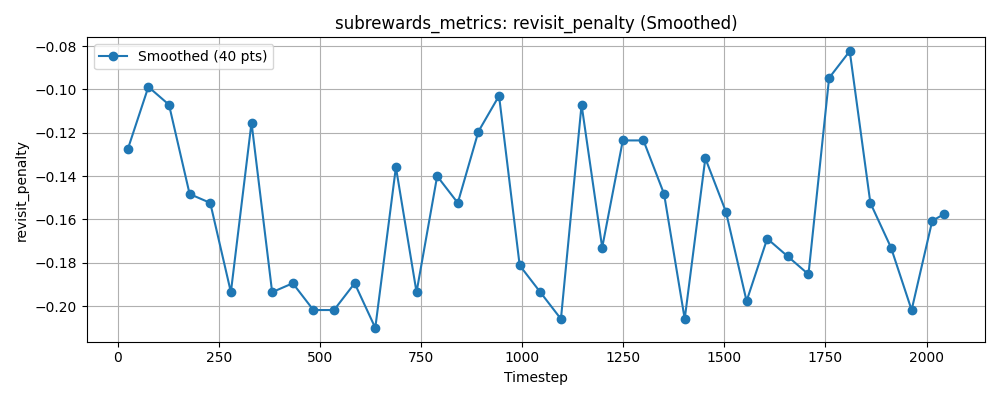 subrewards_metrics: revisit_penalty (Smoothed)
Smoothed (40 pts)
revisit_penalty
−0.08
−0.10
−0.12
−0.14
−0.16
−0.18
−0.20
0 250 500 750 1000 1250 1500 1750 2000
Timestep